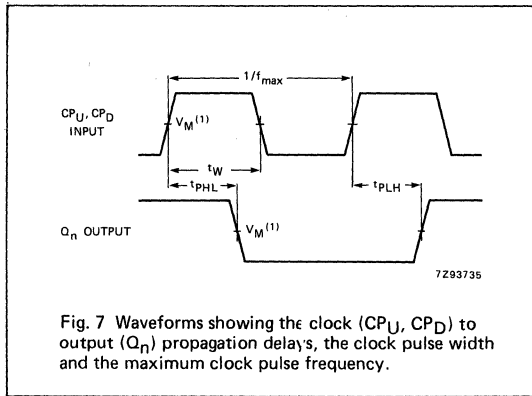 1/fmax
CPU, CPD
INPUT
VM(1)
tW
tPHL
tPLH
Qn OUTPUT
VM(1)
7Z93735
Fig. 7 Waveforms showing the clock (CPU, CPD) to
output (Qn) propagation delays, the clock pulse width
and the maximum clock pulse frequency.